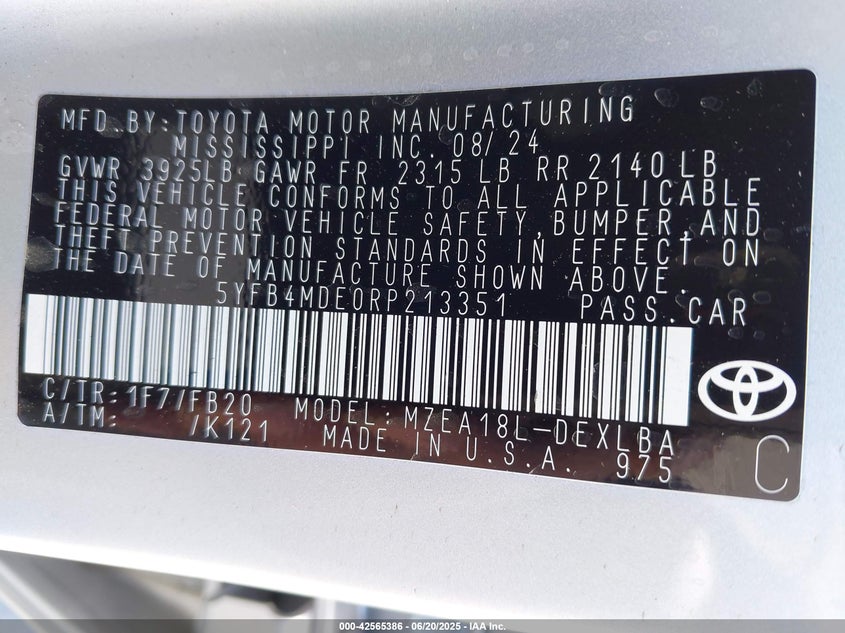 MFD.BY:TOYOTA MOTOR MANUFACTURING
MISSISSIPPI INC. 08/24
GVWR 3925LB GAWR FR 2315 LB RR 2140 LB
THIS VEHICLE CONFORMS TO ALL APPLICABLE
FEDERAL MOTOR VEHICLE SAFETY,BUMPER,AND
THEFT PREVENTION STANDARDS IN EFFECT ON
THE DATE OF MANUFACTURE SHOWN ABOVE.
5YFB4MDE0RP213351 PASS.CAR
C/TR:1F7/FB20 MODEL:MZEA18L-DEXLBA
A/TM: /K121 MADE IN U.S.A. 975
C
000-42565386 - 06/20/2025 - IAA Inc.